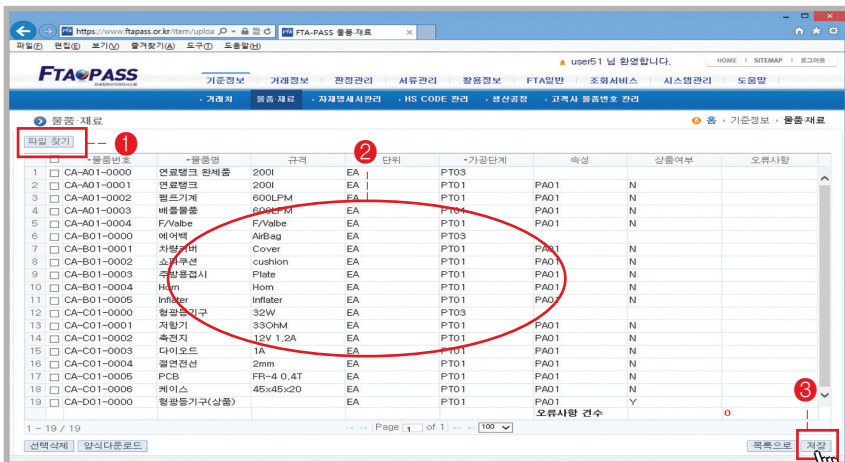 https://www.ftapass.or.kr/item/uploa
FTA-PASS 물품·재료
파일(F) 편집(E) 보기(V) 즐겨찾기(A) 도구(T) 도움말(H)
user51 님 환영합니다. HOME | SITEMAP | 로그아웃
FTA PASS
기준정보 거래정보 판정관리 서류관리 활용정보 FTA일반 조회서비스 시스템관리 도움말
· 거래처 물품·재료 · 자재명세서관리 · HS CODE 관리 · 생산공정 · 고객사 물품번호 관리
물품·재료 홈 › 기준정보 › 물품·재료
파일 찾기 1
2
물품번호 물품명 규격 단위 가공단계 속성 상품여부 오류사항
1 CA-A01-0000 연료탱크 완제품 200l EA PT03
2 CA-A01-0001 연료탱크 200l EA PT01 PA01 N
3 CA-A01-0002 펌프기계 600LPM EA PT01 PA01 N
4 CA-A01-0003 배플물품 600LPM EA PT01 PA01 N
5 CA-A01-0004 F/Valbe F/Valbe EA PT01 PA01 N
6 CA-B01-0000 에어백 AirBag EA PT03
7 CA-B01-0001 차량커버 Cover EA PT01 PA01 N
8 CA-B01-0002 쇼파쿠션 cushion EA PT01 PA01 N
9 CA-B01-0003 주방용접시 Plate EA PT01 PA01 N
10 CA-B01-0004 Horn Horn EA PT01 PA01 N
11 CA-B01-0005 Inflater Inflater EA PT01 PA01 N
12 CA-C01-0000 형광등기구 32W EA PT03
13 CA-C01-0001 저항기 33OhM EA PT01 PA01 N
14 CA-C01-0002 축전지 12V 1.2A EA PT01 PA01 N
15 CA-C01-0003 다이오드 1A EA PT01 PA01 N
16 CA-C01-0004 절연전선 2mm EA PT01 PA01 N
17 CA-C01-0005 PCB FR-4 0.4T EA PT01 PA01 N
18 CA-C01-0006 케이스 45x45x20 EA PT01 PA01 N
19 CA-D01-0000 형광등기구(상품) EA PT01 PA01 Y
3
오류사항 건수 0
1 - 19 / 19 Page 1 of 1 100
선택삭제 양식다운로드 목록으로 저장